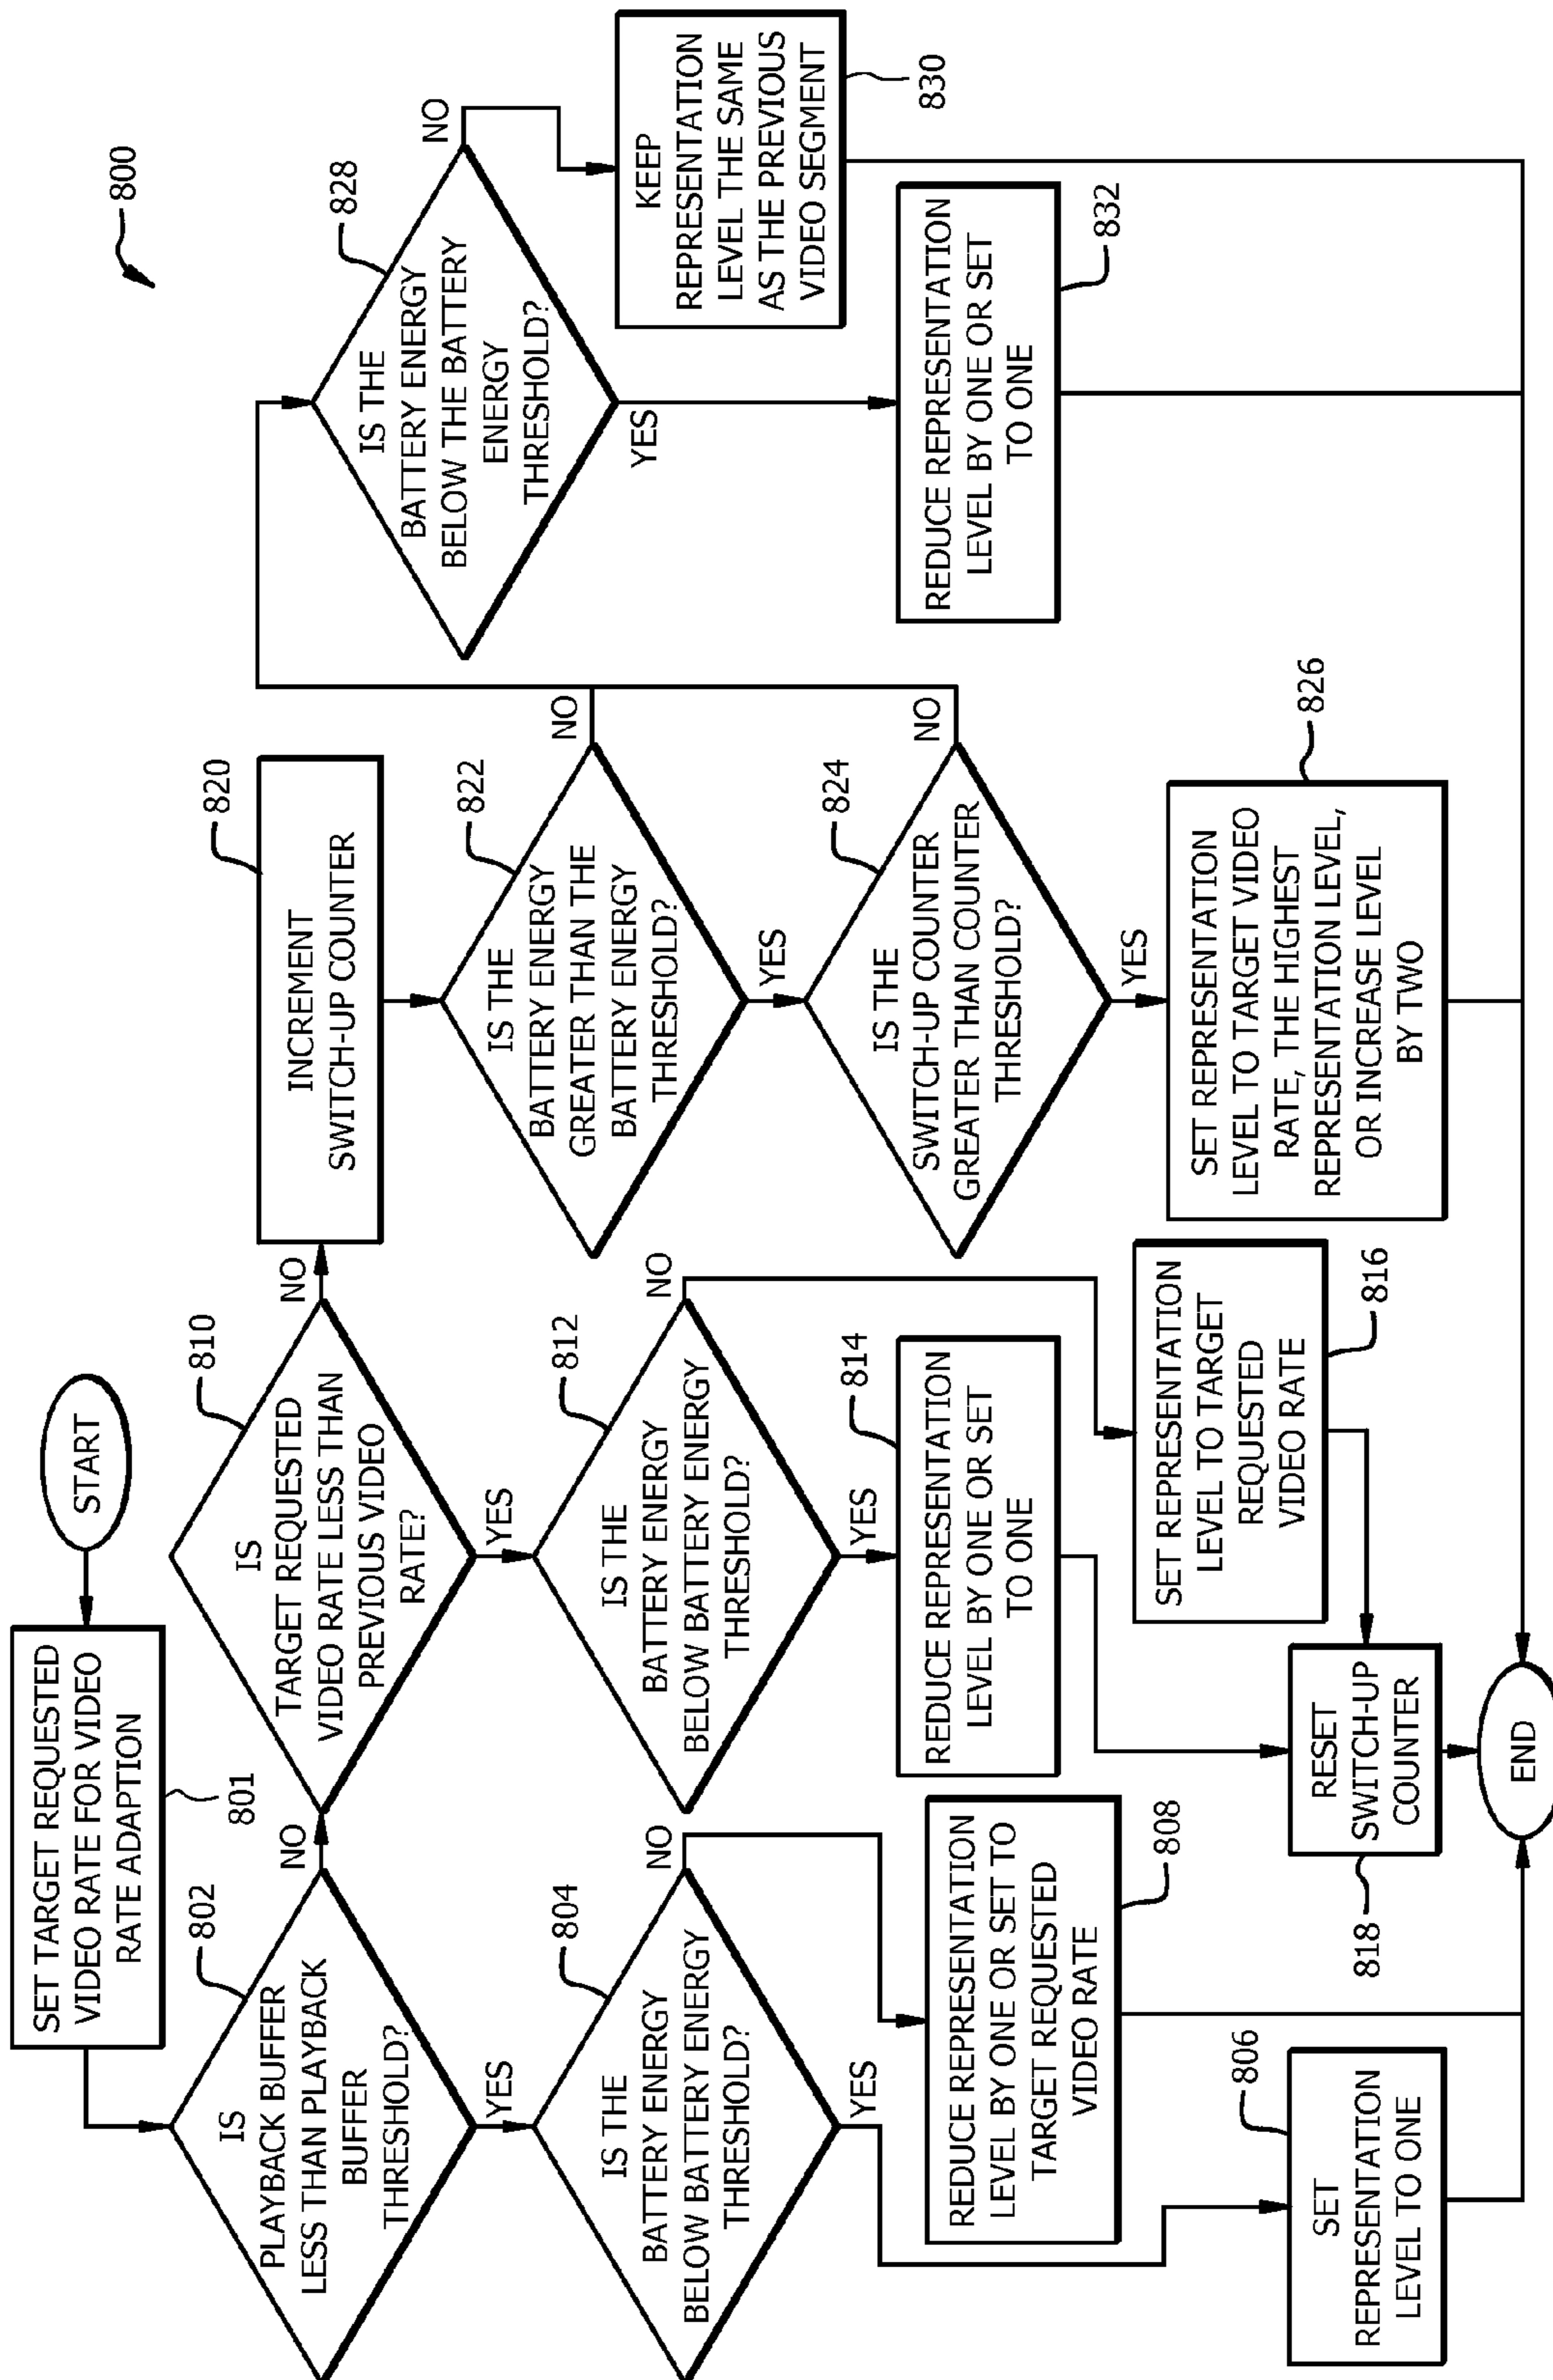 800
START
SET TARGET REQUESTED
VIDEO RATE FOR VIDEO
RATE ADAPTION
801
IS
PLAYBACK BUFFER
LESS THAN PLAYBACK
BUFFER
THRESHOLD?
802
NO
YES
IS THE
BATTERY ENERGY
BELOW BATTERY ENERGY
THRESHOLD?
804
NO
YES
SET
REPRESENTATION
LEVEL TO ONE
806
REDUCE REPRESENTATION
LEVEL BY ONE OR SET TO
TARGET REQUESTED
VIDEO RATE
808
IS
TARGET REQUESTED
VIDEO RATE LESS THAN
PREVIOUS VIDEO
RATE?
810
NO
YES
IS THE
BATTERY ENERGY
BELOW BATTERY ENERGY
THRESHOLD?
812
NO
YES
REDUCE REPRESENTATION
LEVEL BY ONE OR SET
TO ONE
814
SET REPRESENTATION
LEVEL TO TARGET
REQUESTED
VIDEO RATE
816
RESET
SWITCH-UP
COUNTER
818
INCREMENT
SWITCH-UP COUNTER
820
IS THE
BATTERY ENERGY
GREATER THAN THE
BATTERY ENERGY
THRESHOLD?
822
NO
YES
IS THE
SWITCH-UP COUNTER
GREATER THAN COUNTER
THRESHOLD?
824
NO
YES
SET REPRESENTATION
LEVEL TO TARGET VIDEO
RATE, THE HIGHEST
REPRESENTATION LEVEL,
OR INCREASE LEVEL
BY TWO
826
IS THE
BATTERY ENERGY
BELOW THE BATTERY
ENERGY
THRESHOLD?
828
NO
YES
KEEP
REPRESENTATION
LEVEL THE SAME
AS THE PREVIOUS
VIDEO SEGMENT
830
REDUCE REPRESENTATION
LEVEL BY ONE OR SET
TO ONE
832
END